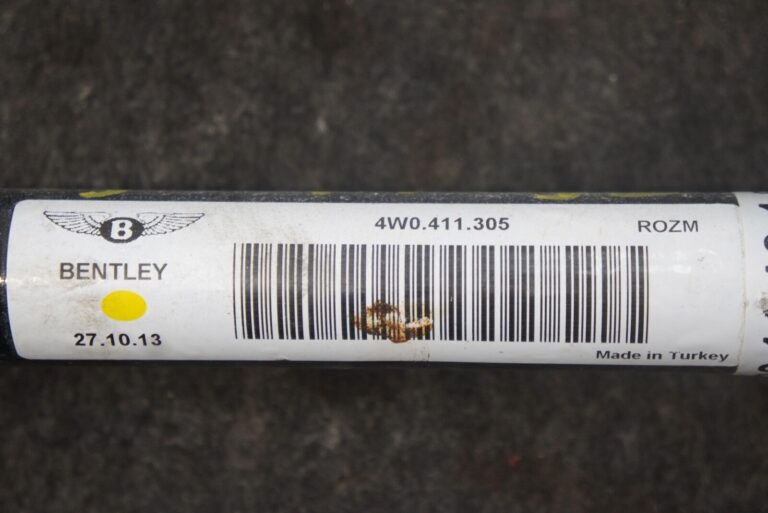 B
BENTLEY
27.10.13
4W0.411.305
ROZM
Made in Turkey